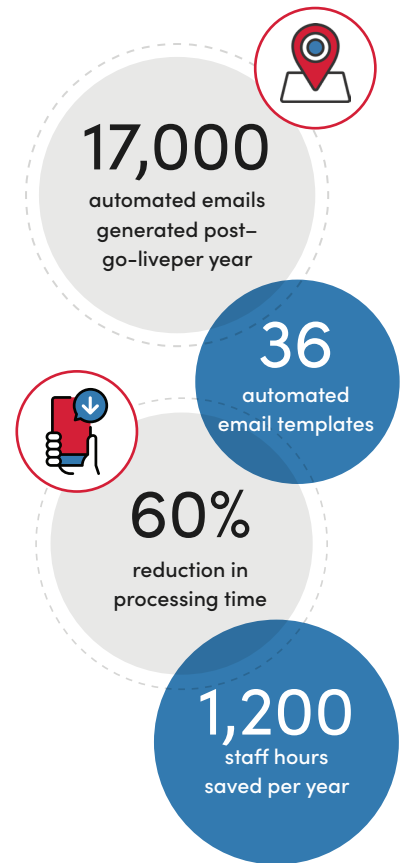 17,000
automated emails
generated post–
go-liveper year
36
automated
email templates
60%
reduction in
processing time
1,200
staff hours
saved per year